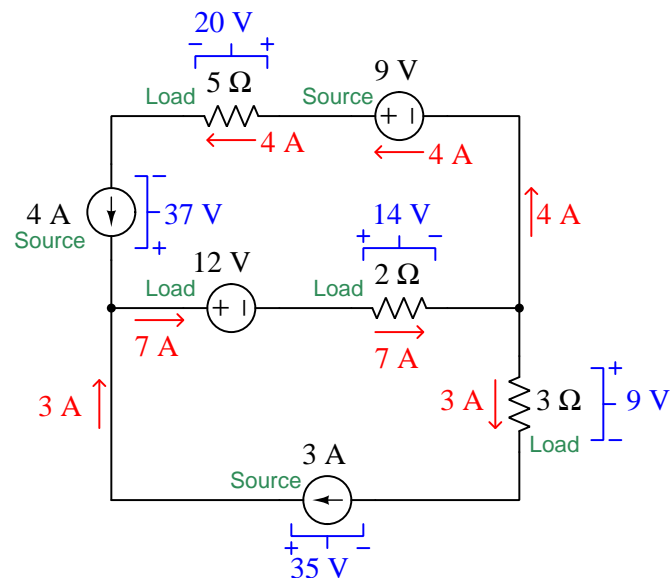 20 V
− +
5 Ω
9 V
Load
Source
+ −
4 A
4 A
4 A
Source
−
37 V
+
4 A
14 V
+ −
12 V
2 Ω
Load
Load
+ −
7 A
7 A
3 A
3 A
+
3 Ω
9 V
−
Load
3 A
Source
+ −
35 V